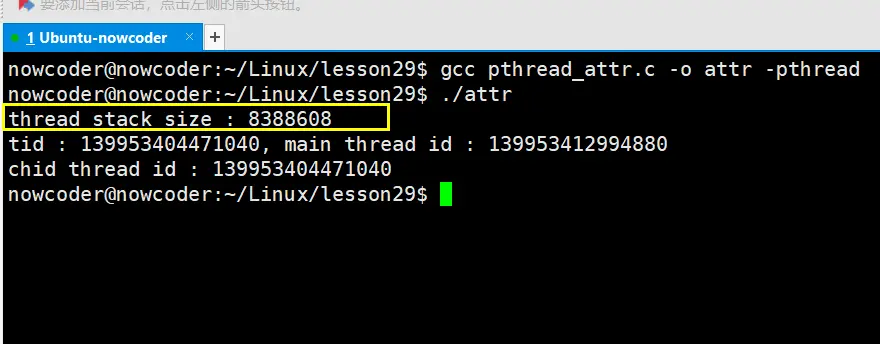 要添加当前会话，点击左侧的箭头按钮。
1 Ubuntu-nowcoder × +
nowcoder@nowcoder:~/Linux/lesson29$ gcc pthread_attr.c -o attr -pthread
nowcoder@nowcoder:~/Linux/lesson29$ ./attr
thread stack size : 8388608
tid : 139953404471040, main thread id : 139953412994880
chid thread id : 139953404471040
nowcoder@nowcoder:~/Linux/lesson29$